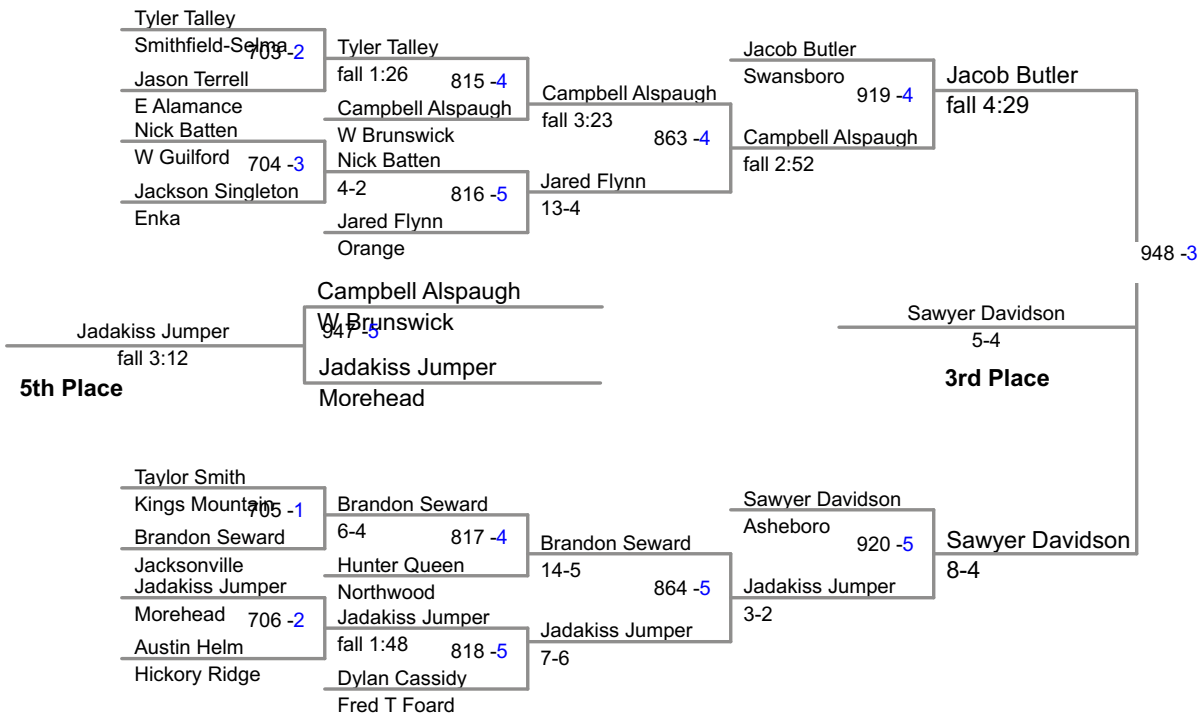 Tyler Talley
Smithfield-Selma
703 -2
Jason Terrell
E Alamance
Nick Batten
W Guilford
704 -3
Jackson Singleton
Enka
Tyler Talley
fall 1:26
815 -4
Campbell Alspaugh
W Brunswick
Nick Batten
4-2
816 -5
Jared Flynn
Orange
Campbell Alspaugh
fall 3:23
863 -4
Jared Flynn
13-4
Jacob Butler
Swansboro
919 -4
Campbell Alspaugh
fall 2:52
Jacob Butler
fall 4:29
948 -3
Campbell Alspaugh
W Brunswick
947 -5
Jadakiss Jumper
Morehead
Jadakiss Jumper
fall 3:12
5th Place
Sawyer Davidson
5-4
3rd Place
Taylor Smith
Kings Mountain
705 -1
Brandon Seward
Jacksonville
Jadakiss Jumper
Morehead
706 -2
Austin Helm
Hickory Ridge
Brandon Seward
6-4
817 -4
Hunter Queen
Northwood
Jadakiss Jumper
fall 1:48
818 -5
Dylan Cassidy
Fred T Foard
Brandon Seward
14-5
864 -5
Jadakiss Jumper
7-6
Sawyer Davidson
Asheboro
920 -5
Jadakiss Jumper
3-2
Sawyer Davidson
8-4